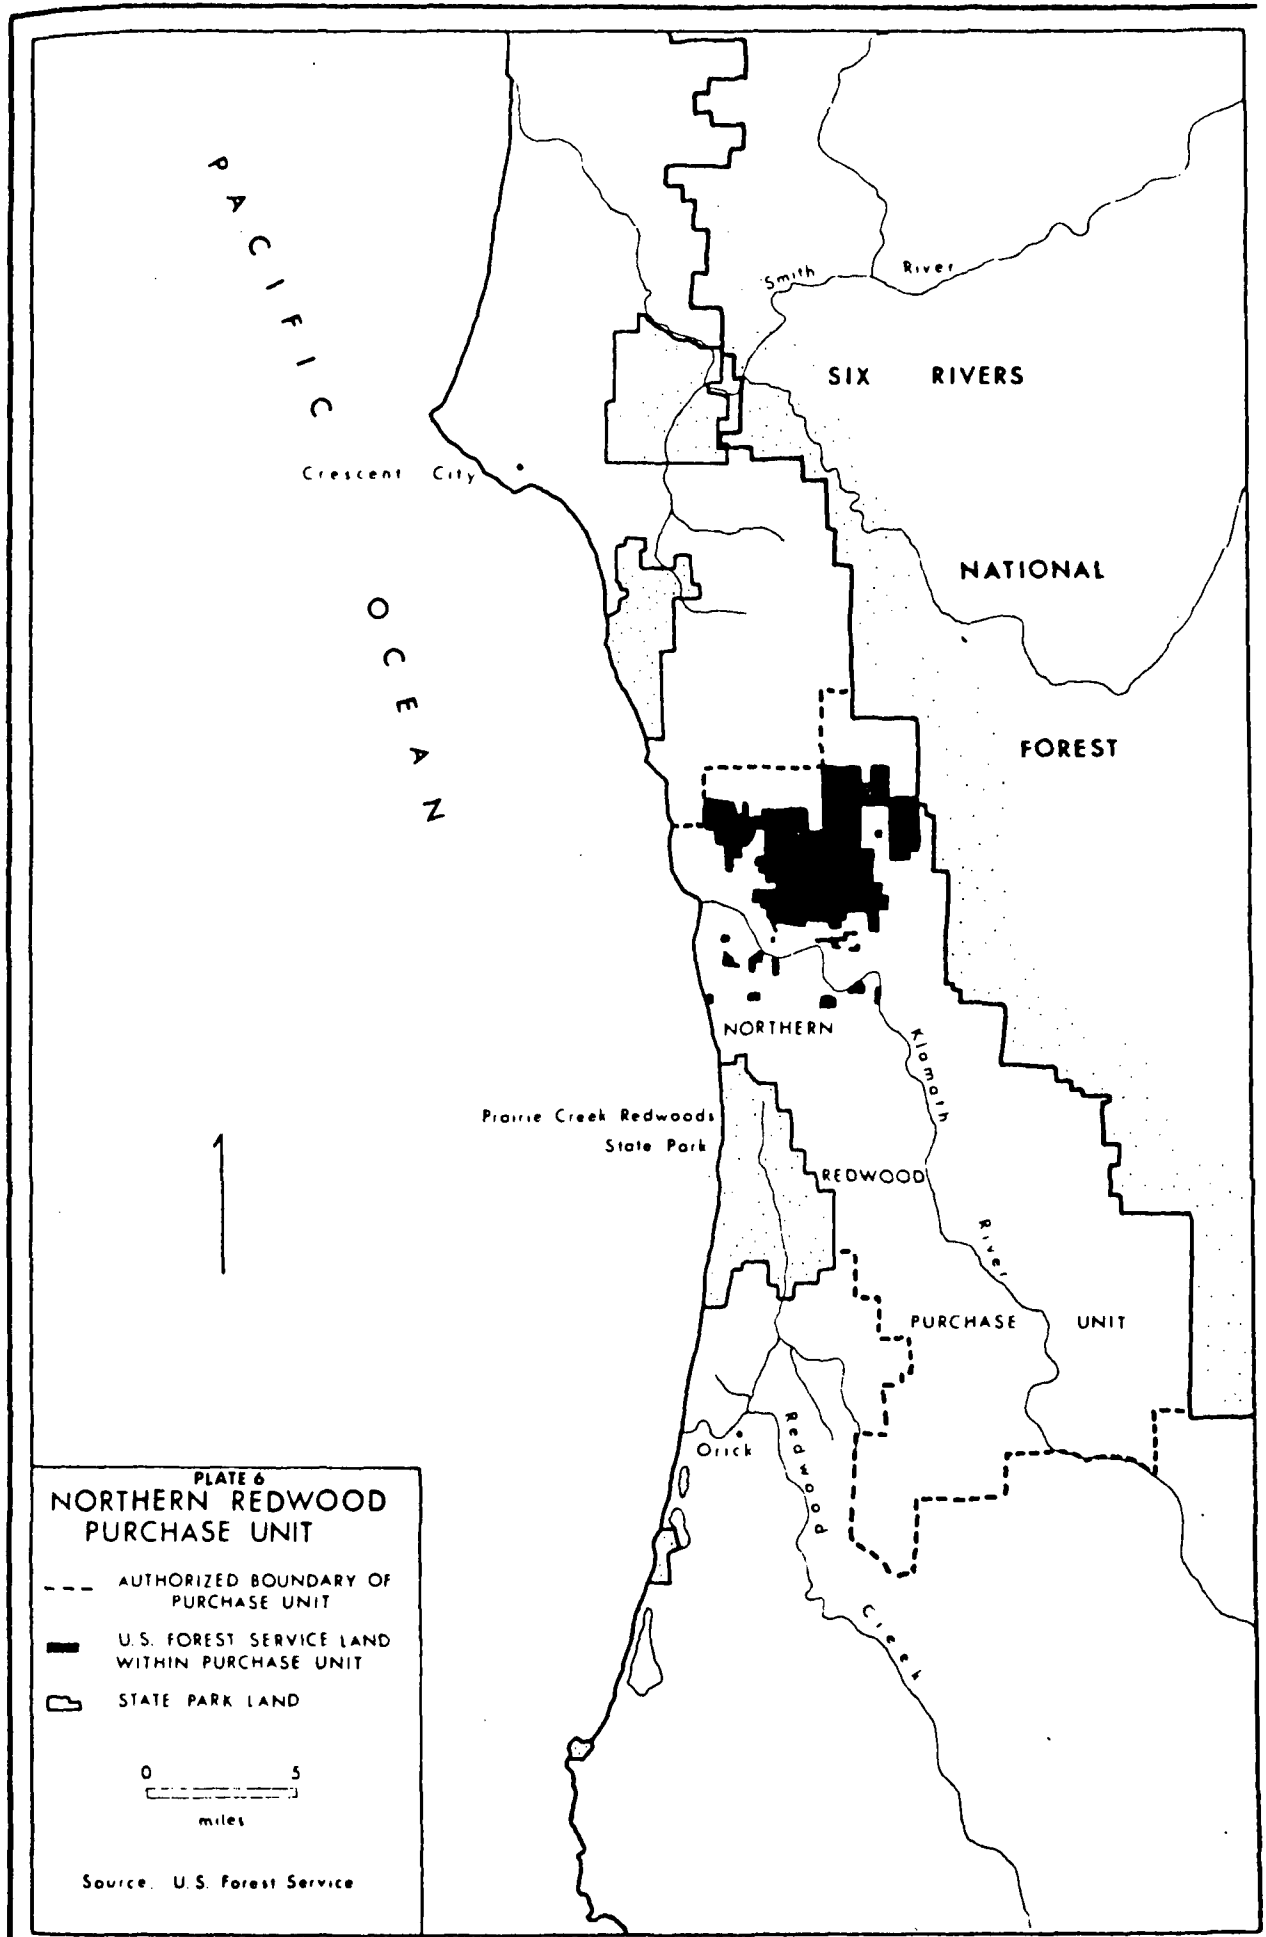 PACIFIC
OCEAN
Smith River
SIX RIVERS
Crescent City
NATIONAL
FOREST
NORTHERN
Klamath
River
Prairie Creek Redwoods
State Park
REDWOOD
PURCHASE UNIT
Orick
Redwood
Creek
PLATE 6
NORTHERN REDWOOD
PURCHASE UNIT
AUTHORIZED BOUNDARY OF
PURCHASE UNIT
U.S. FOREST SERVICE LAND
WITHIN PURCHASE UNIT
STATE PARK LAND
0 5
miles
Source. U.S. Forest Service